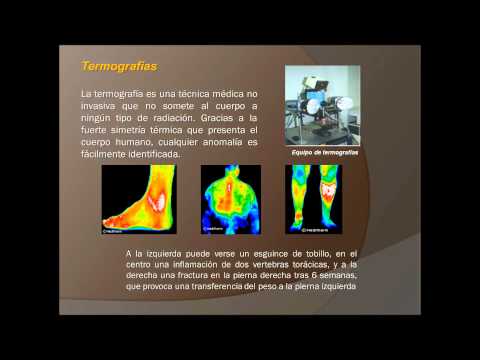 Termografías
La termografía es una técnica médica no
invasiva que no somete al cuerpo a
ningún tipo de radiación. Gracias a la
fuerte simetría térmica que presenta el
cuerpo humano, cualquier anomalía es
fácilmente identificada.
Equipo de termografías
©Meditherm
©Meditherm
©Meditherm
A la izquierda puede verse un esguince de tobillo, en el
centro una inflamación de dos vertebras torácicas, y a la
derecha una fractura en la pierna derecha tras 6 semanas,
que provoca una transferencia del peso a la pierna izquierda